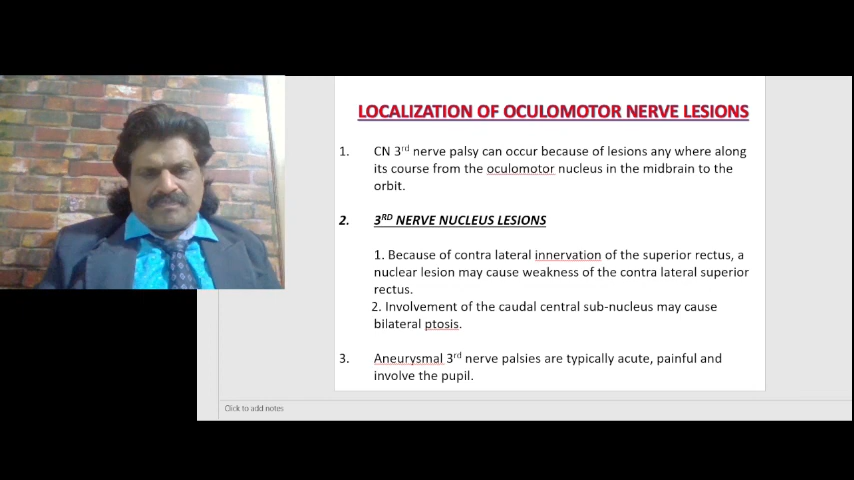 LOCALIZATION OF OCULOMOTOR NERVE LESIONS
1. CN 3rd nerve palsy can occur because of lesions any where along
its course from the oculomotor nucleus in the midbrain to the
orbit.
2. 3RD NERVE NUCLEUS LESIONS
1. Because of contra lateral innervation of the superior rectus, a
nuclear lesion may cause weakness of the contra lateral superior
rectus.
2. Involvement of the caudal central sub-nucleus may cause
bilateral ptosis.
3. Aneurysmal 3rd nerve palsies are typically acute, painful and
involve the pupil.
Click to add notes